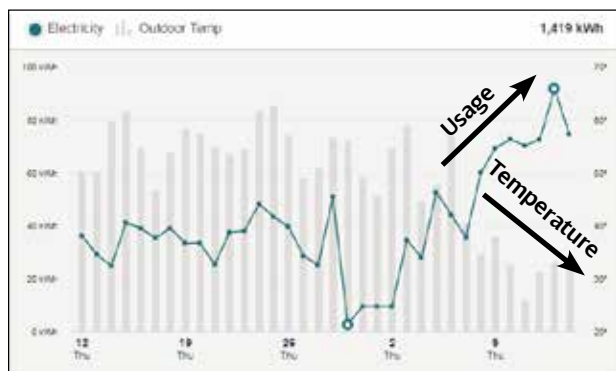 Electricity Outdoor Temp 1,419 kWh
100 kWh 70°
80 kWh 60°
60 kWh 50°
40 kWh 40°
20 kWh 30°
0 kWh 20°
Usage
Temperature
12 19 26 2 9
Thu Thu Thu Thu Thu